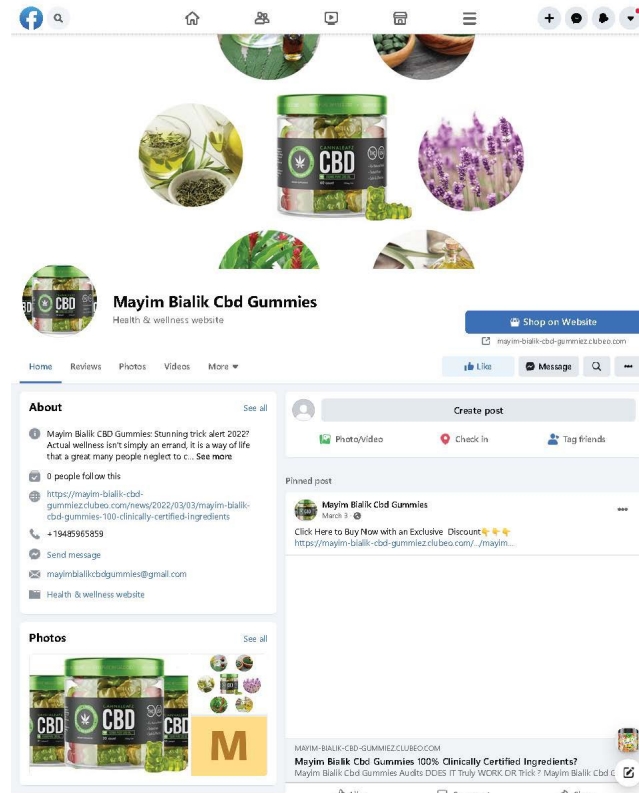 CBD
Mayim Bialik Cbd Gummies
Health & wellness website
Shop on Website
mayim-bialik-cbd-gummiez.clubeo.com
Home Reviews Photos Videos More
Like Message
About
See all
Mayim Bialik CBD Gummies: Stunning trick alert 2022?
Actual wellness isn't simply an errand, it is a way of life
that a great many people neglect to c... See more
0 people follow this
https://mayim-bialik-cbd-
gummiez.clubeo.com/news/2022/03/03/mayim-bialik-
cbd-gummies-100-clinically-certified-ingredients
+19485965859
Send message
mayimbialikcbdgummies@gmail.com
Health & wellness website
Photos
See all
CBD
CBD
CBD
M
Create post
Photo/Video Check in Tag friends
Pinned post
Mayim Bialik Cbd Gummies
March 3
Click Here to Buy Now with an Exclusive Discount
https://mayim-bialik-cbd-gummiez.clubeo.com/.../mayim...
MAYIM-BIALIK-CBD-GUMMIEZ.CLUBEO.COM
Mayim Bialik Cbd Gummies 100% Clinically Certified Ingredients?
Mayim Bialik Cbd Gummies Audits DOES IT Truly WORK OR Trick ? Mayim Bialik Cbd G